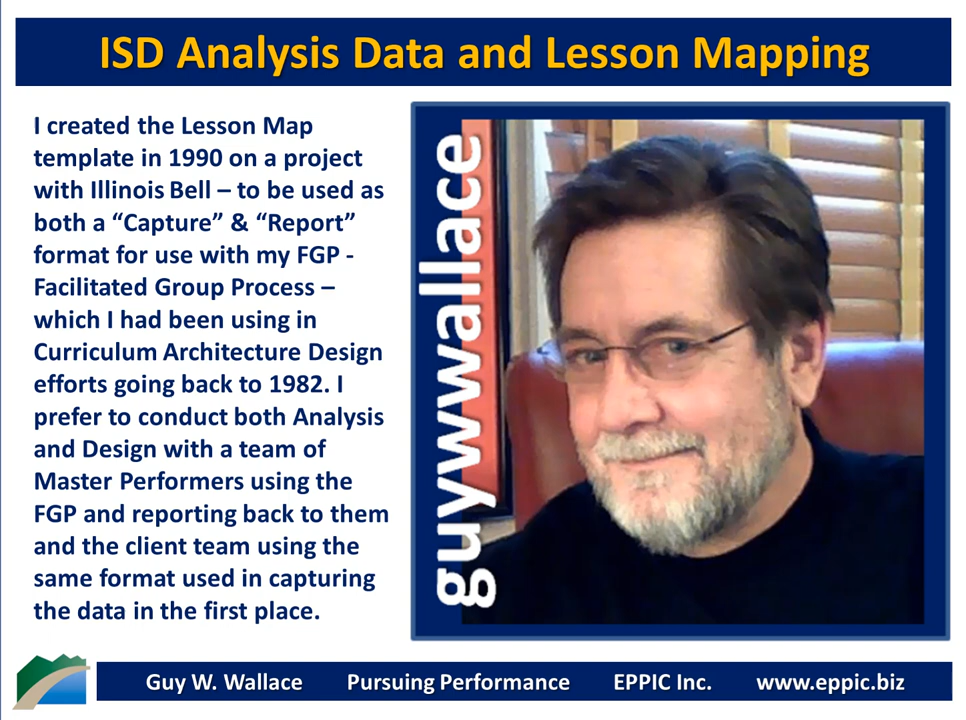 ISD Analysis Data and Lesson Mapping
I created the Lesson Map
template in 1990 on a project
with Illinois Bell – to be used as
both a “Capture” & “Report”
format for use with my FGP -
Facilitated Group Process –
which I had been using in
Curriculum Architecture Design
efforts going back to 1982. I
prefer to conduct both Analysis
and Design with a team of
Master Performers using the
FGP and reporting back to them
and the client team using the
same format used in capturing
the data in the first place.
guywwallace
Guy W. Wallace Pursuing Performance EPPIC Inc. www.eppic.biz